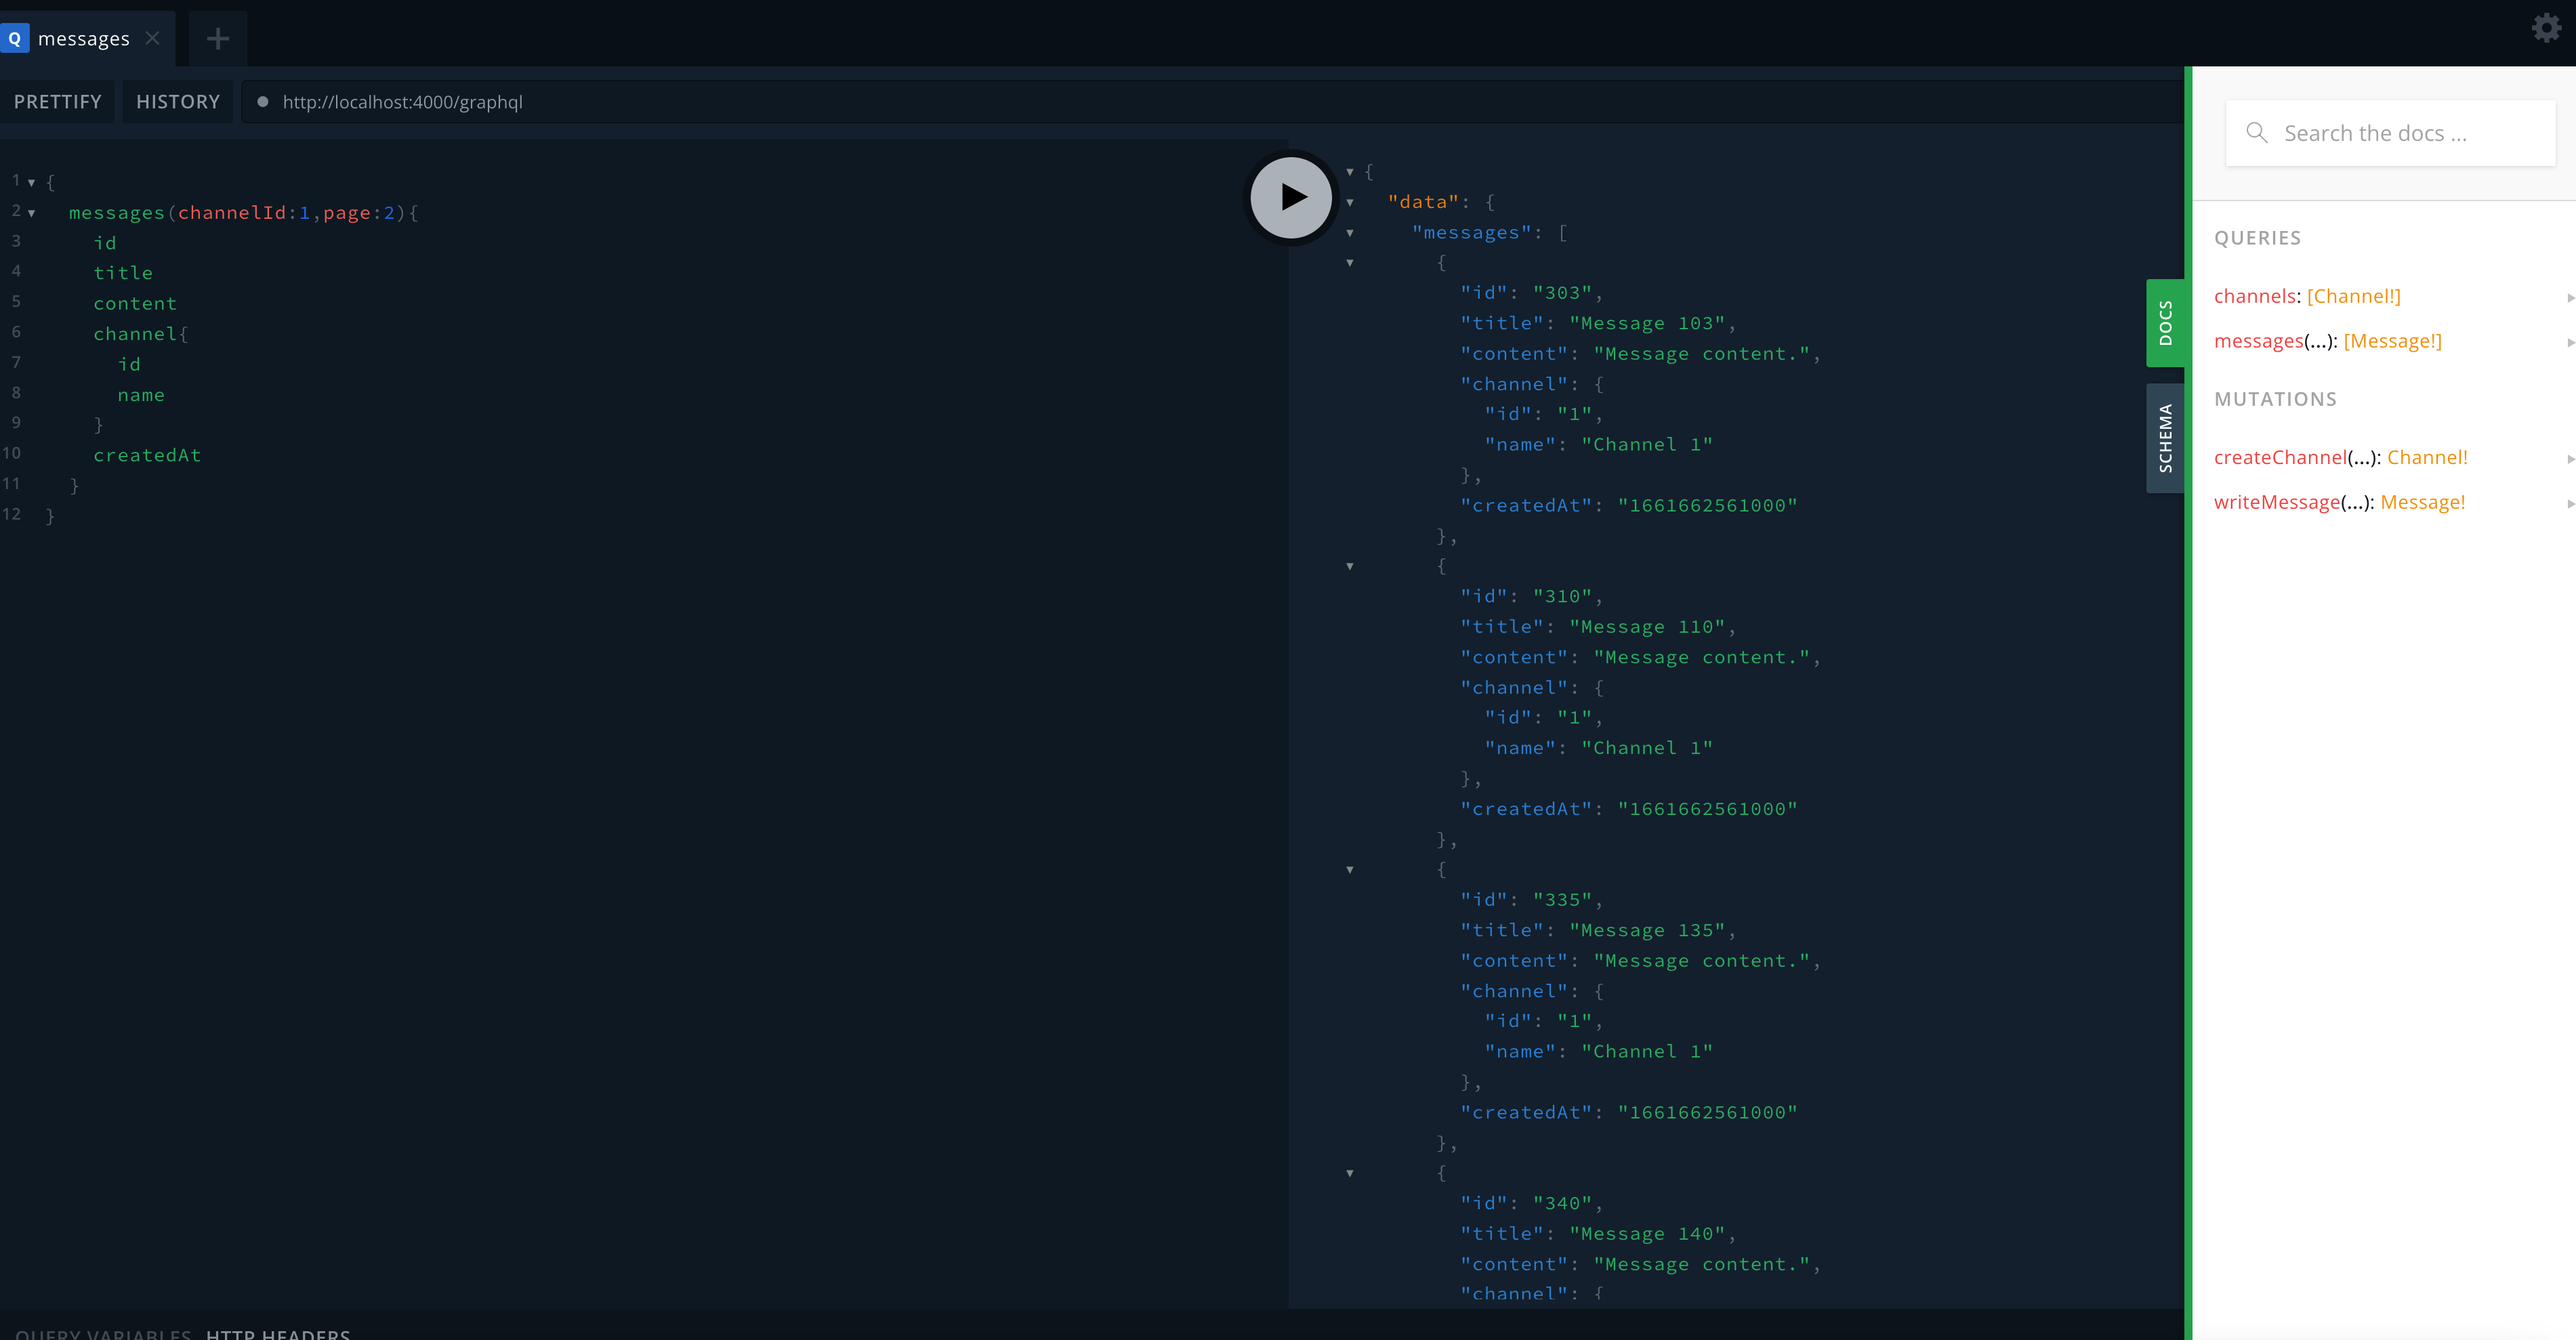 Q messages
PRETTIFY HISTORY http://localhost:4000/graphql
1 {
2 messages(channelId:1,page:2){
3 id
4 title
5 content
6 channel{
7 id
8 name
9 }
10 createdAt
11 }
12 }
{
"data": {
"messages": [
{
"id": "303",
"title": "Message 103",
"content": "Message content.",
"channel": {
"id": "1",
"name": "Channel 1"
},
"createdAt": "1661662561000"
},
{
"id": "310",
"title": "Message 110",
"content": "Message content.",
"channel": {
"id": "1",
"name": "Channel 1"
},
"createdAt": "1661662561000"
},
{
"id": "335",
"title": "Message 135",
"content": "Message content.",
"channel": {
"id": "1",
"name": "Channel 1"
},
"createdAt": "1661662561000"
},
{
"id": "340",
"title": "Message 140",
"content": "Message content.",
"channel": {
DOCS
SCHEMA
Search the docs ...
QUERIES
channels: [Channel!]
messages(...): [Message!]
MUTATIONS
createChannel(...): Channel!
writeMessage(...): Message!
QUERY VARIABLES HTTP HEADERS